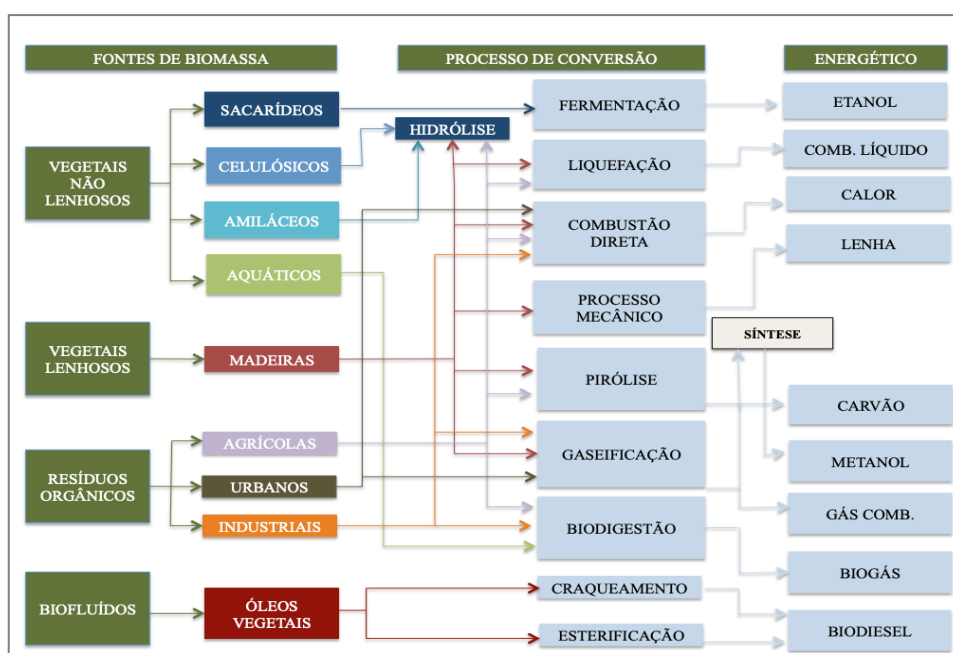 FONTES DE BIOMASSA
PROCESSO DE CONVERSÃO
ENERGÉTICO
VEGETAIS
NÃO
LENHOSOS
SACARÍDEOS
CELULÓSICOS
AMILÁCEOS
AQUÁTICOS
VEGETAIS
LENHOSOS
MADEIRAS
RESÍDUOS
ORGÂNICOS
AGRÍCOLAS
URBANOS
INDUSTRIAIS
BIOFLUÍDOS
ÓLEOS
VEGETAIS
HIDRÓLISE
FERMENTAÇÃO
LIQUEFAÇÃO
COMBUSTÃO
DIRETA
PROCESSO
MECÂNICO
PIRÓLISE
GASEIFICAÇÃO
BIODIGESTÃO
CRAQUEAMENTO
ESTERIFICAÇÃO
SÍNTESE
ETANOL
COMB. LÍQUIDO
CALOR
LENHA
CARVÃO
METANOL
GÁS COMB.
BIOGÁS
BIODIESEL